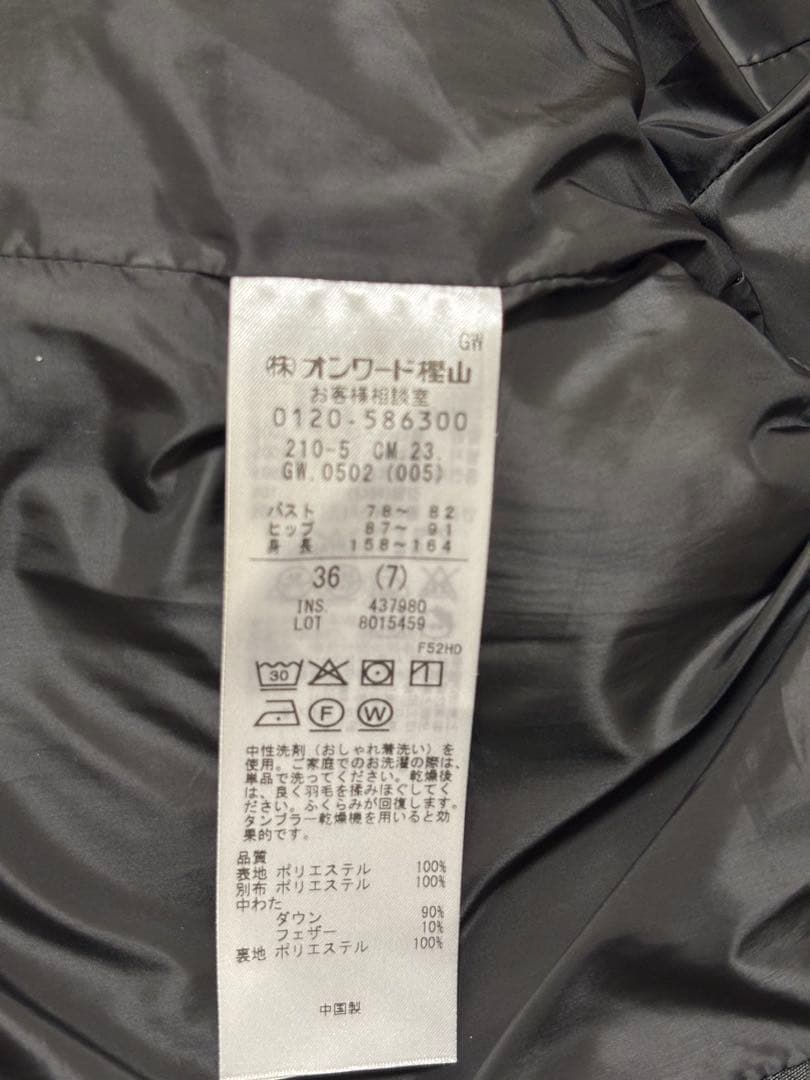 GW
㈱オンワード樫山
お客様相談室
0120-586300
210-5 CM.23.
GW.0502 (005)
バスト 78～ 82
ヒップ 87～ 91
身 長 158～164
36 (7)
INS. 437980
LOT 8015459
F52HO
30
F W
中性洗剤（おしゃれ着洗い）を
使用。ご家庭でのお洗濯の際は、
単品で洗ってください。乾燥後
は、良く羽毛を揉みほぐしてく
ださい。ふくらみが回復します。
タンブラー乾燥機を用いると効
果的です。
品質
表地 ポリエステル 100%
別布 ポリエステル 100%
中わた
ダウン 90%
フェザー 10%
裏地 ポリエステル 100%
中国製